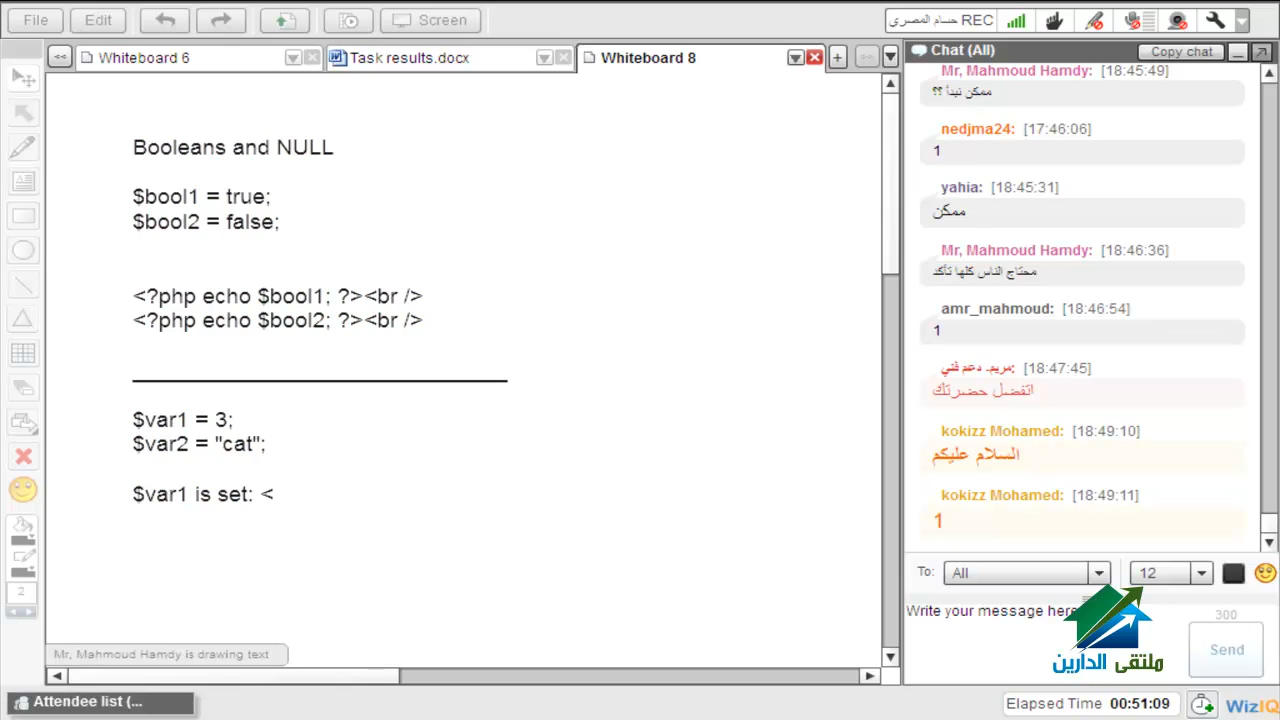 File
Edit
Screen
حسام المصري REC
Whiteboard 6
Task results.docx
Whiteboard 8
Booleans and NULL
$bool1 = true;
$bool2 = false;
<?php echo $bool1; ?><br />
<?php echo $bool2; ?><br />
$var1 = 3;
$var2 = "cat";
$var1 is set: <
2
Mr, Mahmoud Hamdy is drawing text
Attendee list (...
Chat (All)
Copy chat
Mr, Mahmoud Hamdy: [18:45:49]
ممكن نبدأ ؟؟
nedjma24: [17:46:06]
1
yahia: [18:45:31]
ممكن
Mr, Mahmoud Hamdy: [18:46:36]
محتاج الناس كلها تأكد
amr_mahmoud: [18:46:54]
1
مريم. دعم فني: [18:47:45]
اتفضل حضرتك
kokizz Mohamed: [18:49:10]
السلام عليكم
kokizz Mohamed: [18:49:11]
1
To: All 12
Write your message here
300
Send
ملتقى الدارين
Elapsed Time 00:51:09
WizIQ